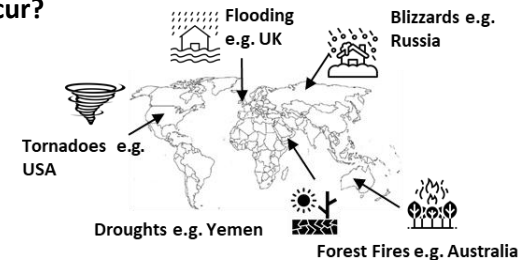 cur?
Flooding
e.g. UK
Blizzards e.g.
Russia
Tornadoes e.g.
USA
Droughts e.g. Yemen
Forest Fires e.g. Australia